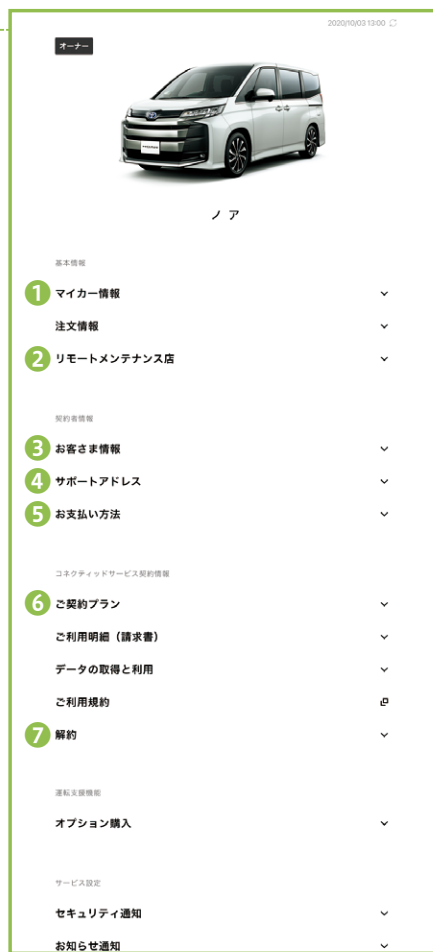 2020/10/03 13:00
オーナー
ノア
基本情報
1 マイカー情報
注文情報
2 リモートメンテナンス店
契約者情報
3 お客さま情報
4 サポートアドレス
5 お支払い方法
コネクティッドサービス契約情報
6 ご契約プラン
ご利用明細（請求書）
データの取得と利用
ご利用規約
7 解約
運転支援機能
オプション購入
サービス設定
セキュリティ通知
お知らせ通知